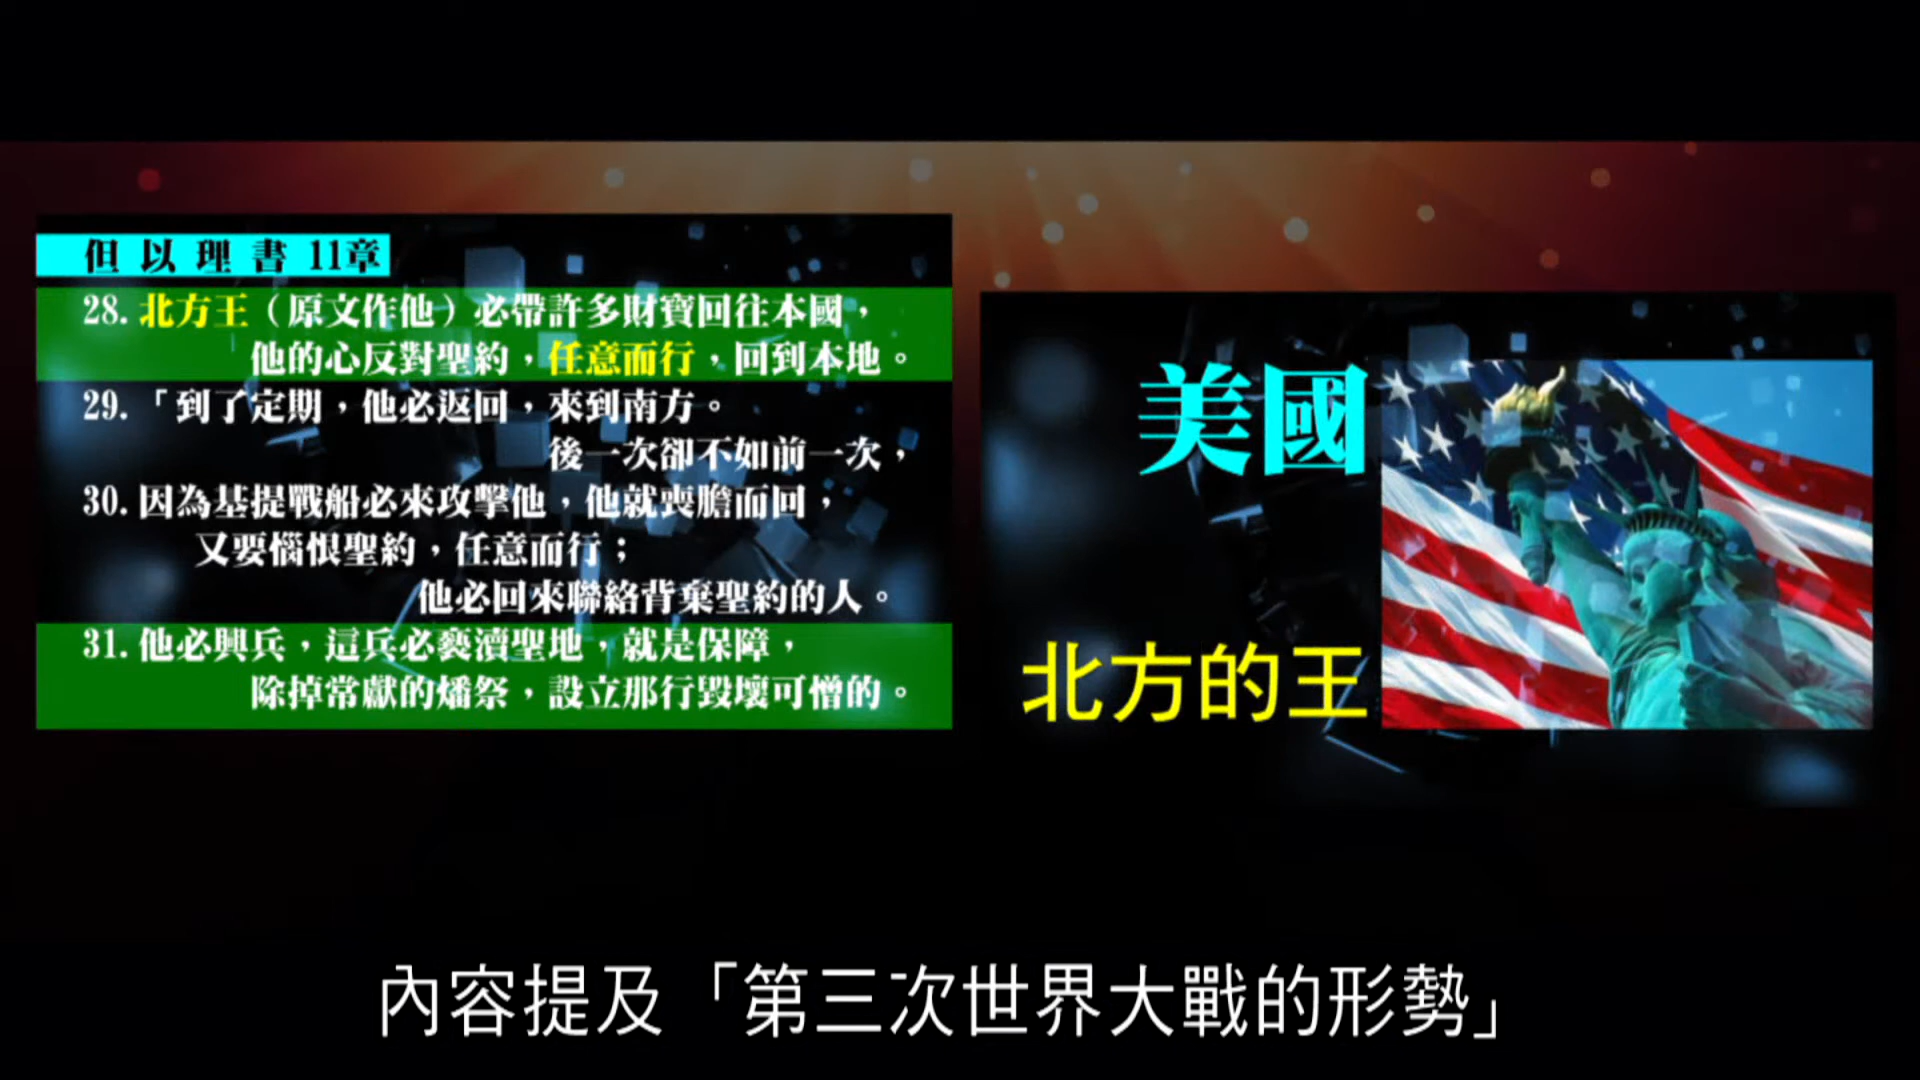 但以理書 11章
28. 北方王（原文作他）必帶許多財寶回往本國，
他的心反對聖約，任意而行，回到本地。
29. 「到了定期，他必返回，來到南方。
後一次卻不如前一次，
30. 因為基提戰船必來攻擊他，他就喪膽而回，
又要惱恨聖約，任意而行；
他必回來聯絡背棄聖約的人。
31. 他必興兵，這兵必褻瀆聖地，就是保障，
除掉常獻的燔祭，設立那行毀壞可憎的。
美國
北方的王
內容提及「第三次世界大戰的形勢」